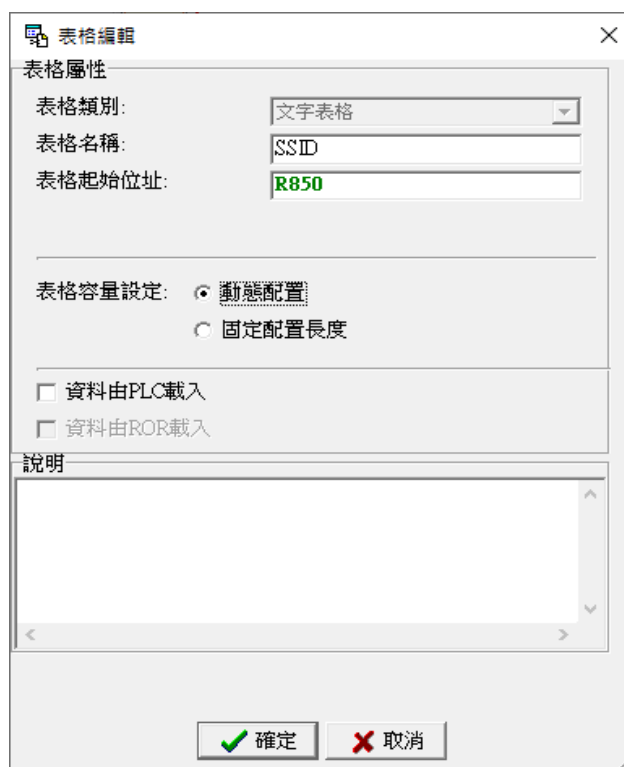 表格編輯
表格屬性
表格類別: 文字表格
表格名稱: SSID
表格起始位址: R850
表格容量設定: 動態配置
固定配置長度
資料由PLC載入
資料由ROR載入
說明
確定 取消